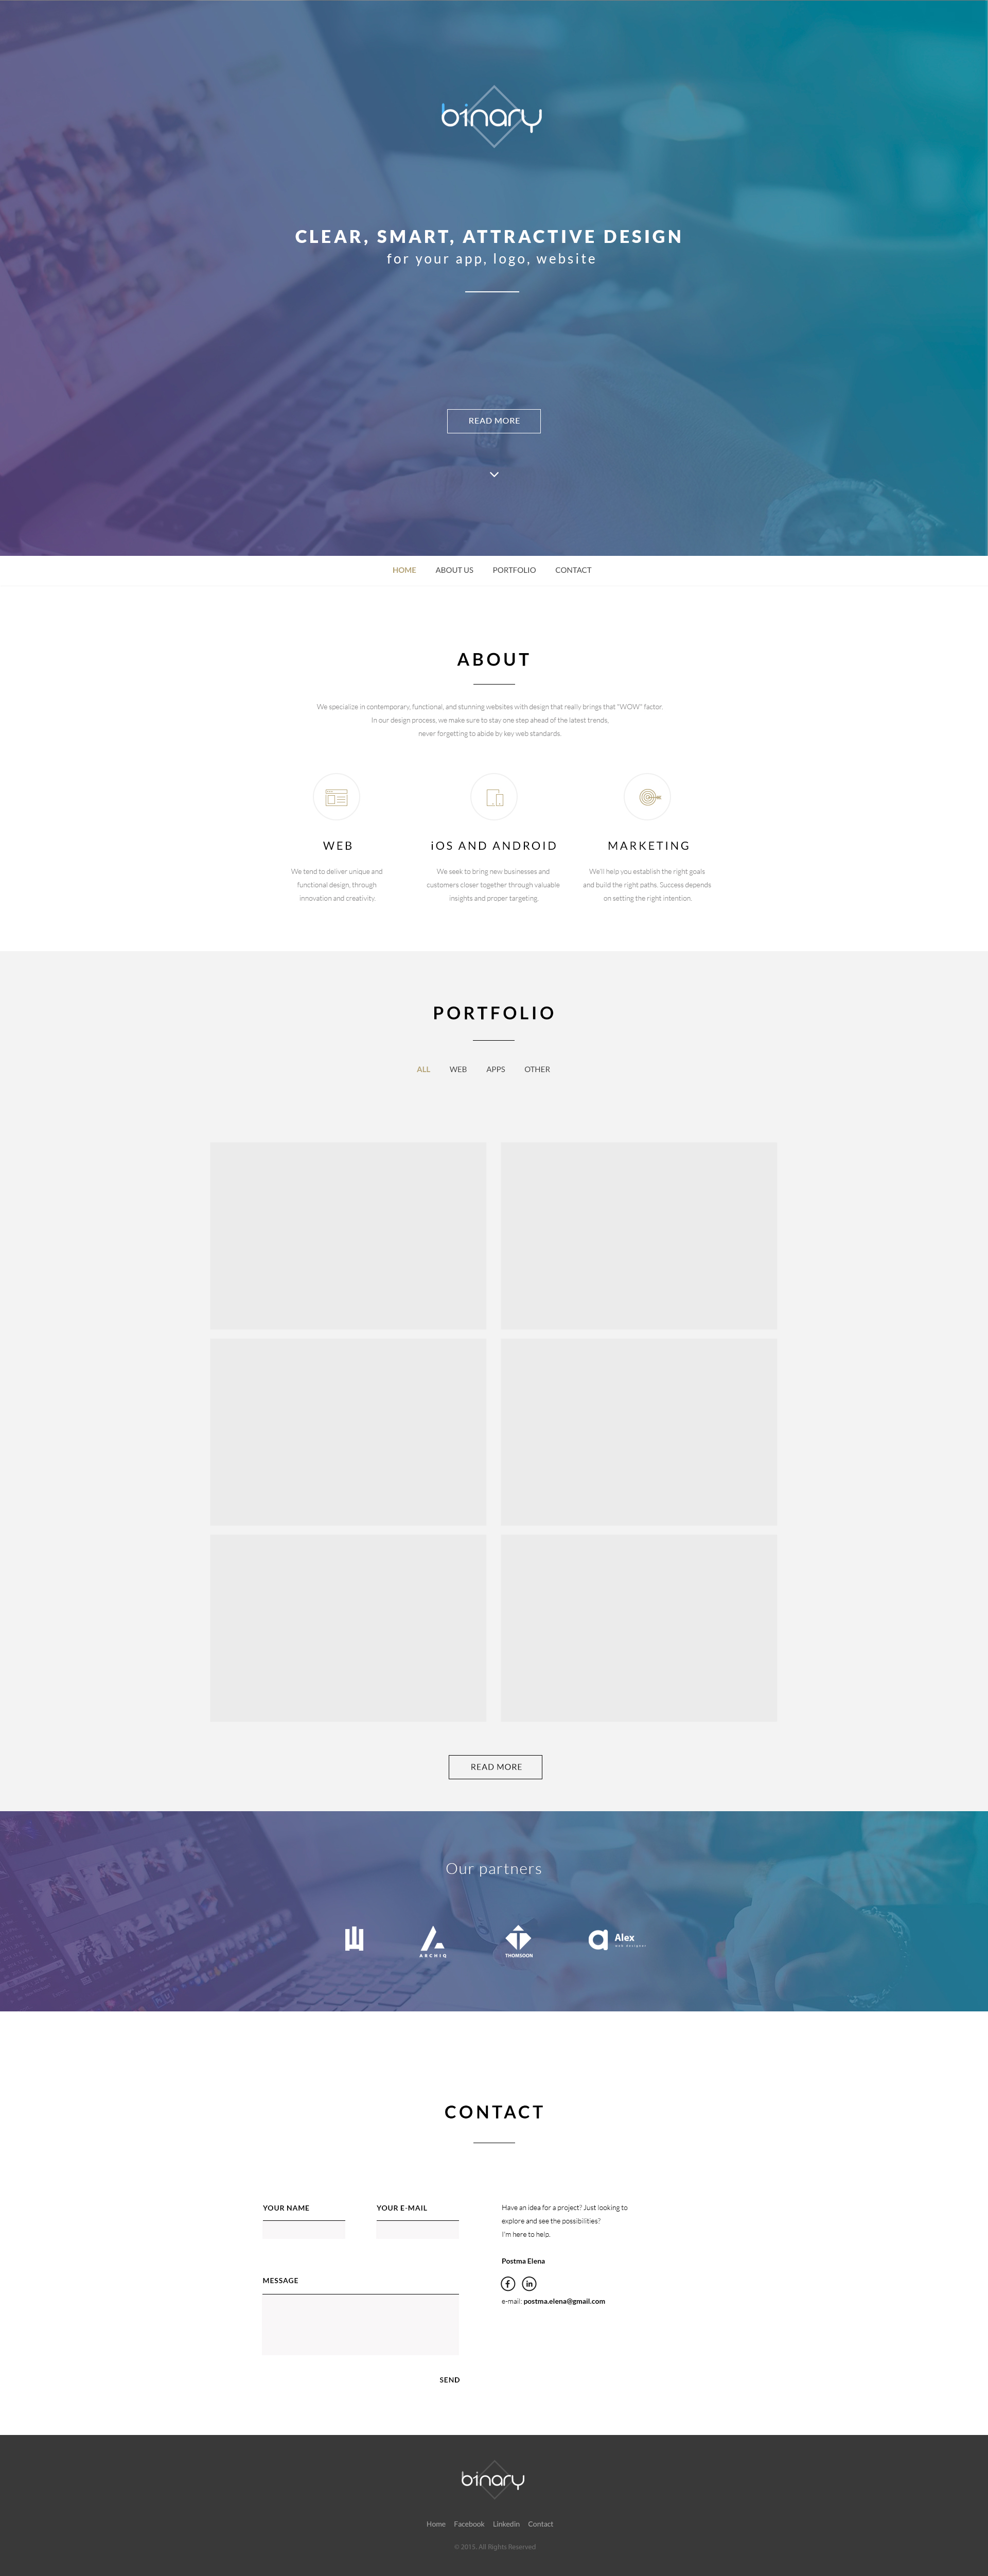 b1nary
CLEAR, SMART, ATTRACTIVE DESIGN
for your app, logo, website
READ MORE
HOME ABOUT US PORTFOLIO CONTACT
ABOUT
We specialize in contemporary, functional, and stunning websites with design that really brings that "WOW" factor.
In our design process, we make sure to stay one step ahead of the latest trends,
never forgetting to abide by key web standards.
WEB
We tend to deliver unique and
functional design, through
innovation and creativity.
iOS AND ANDROID
We seek to bring new businesses and
customers closer together through valuable
insights and proper targeting.
MARKETING
We'll help you establish the right goals
and build the right paths. Success depends
on setting the right intention.
PORTFOLIO
ALL WEB APPS OTHER
READ MORE
Our partners
ARCHIQ
THOMSOON
a Alex
web designer
CONTACT
YOUR NAME
YOUR E-MAIL
MESSAGE
SEND
Have an idea for a project? Just looking to
explore and see the possibilities?
I'm here to help.
Postma Elena
f in
e-mail: postma.elena@gmail.com
b1nary
Home Facebook Linkedin Contact
© 2015, All Rights Reserved